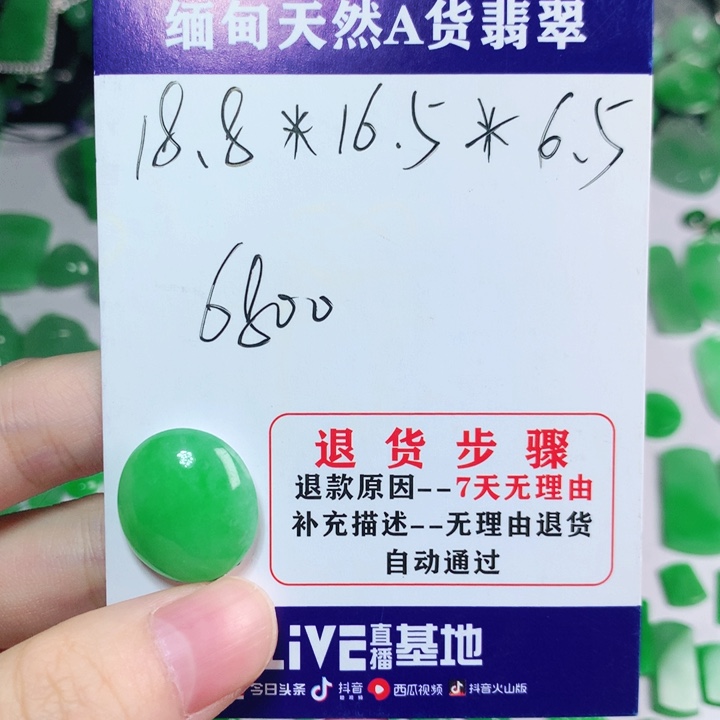 缅甸天然A货翡翠
18.8*16.5*6.5
6800
退货步骤
退款原因--7天无理由
补充描述--无理由退货
自动通过
LIVE直播基地
今日头条 抖音 西瓜视频 抖音火山版